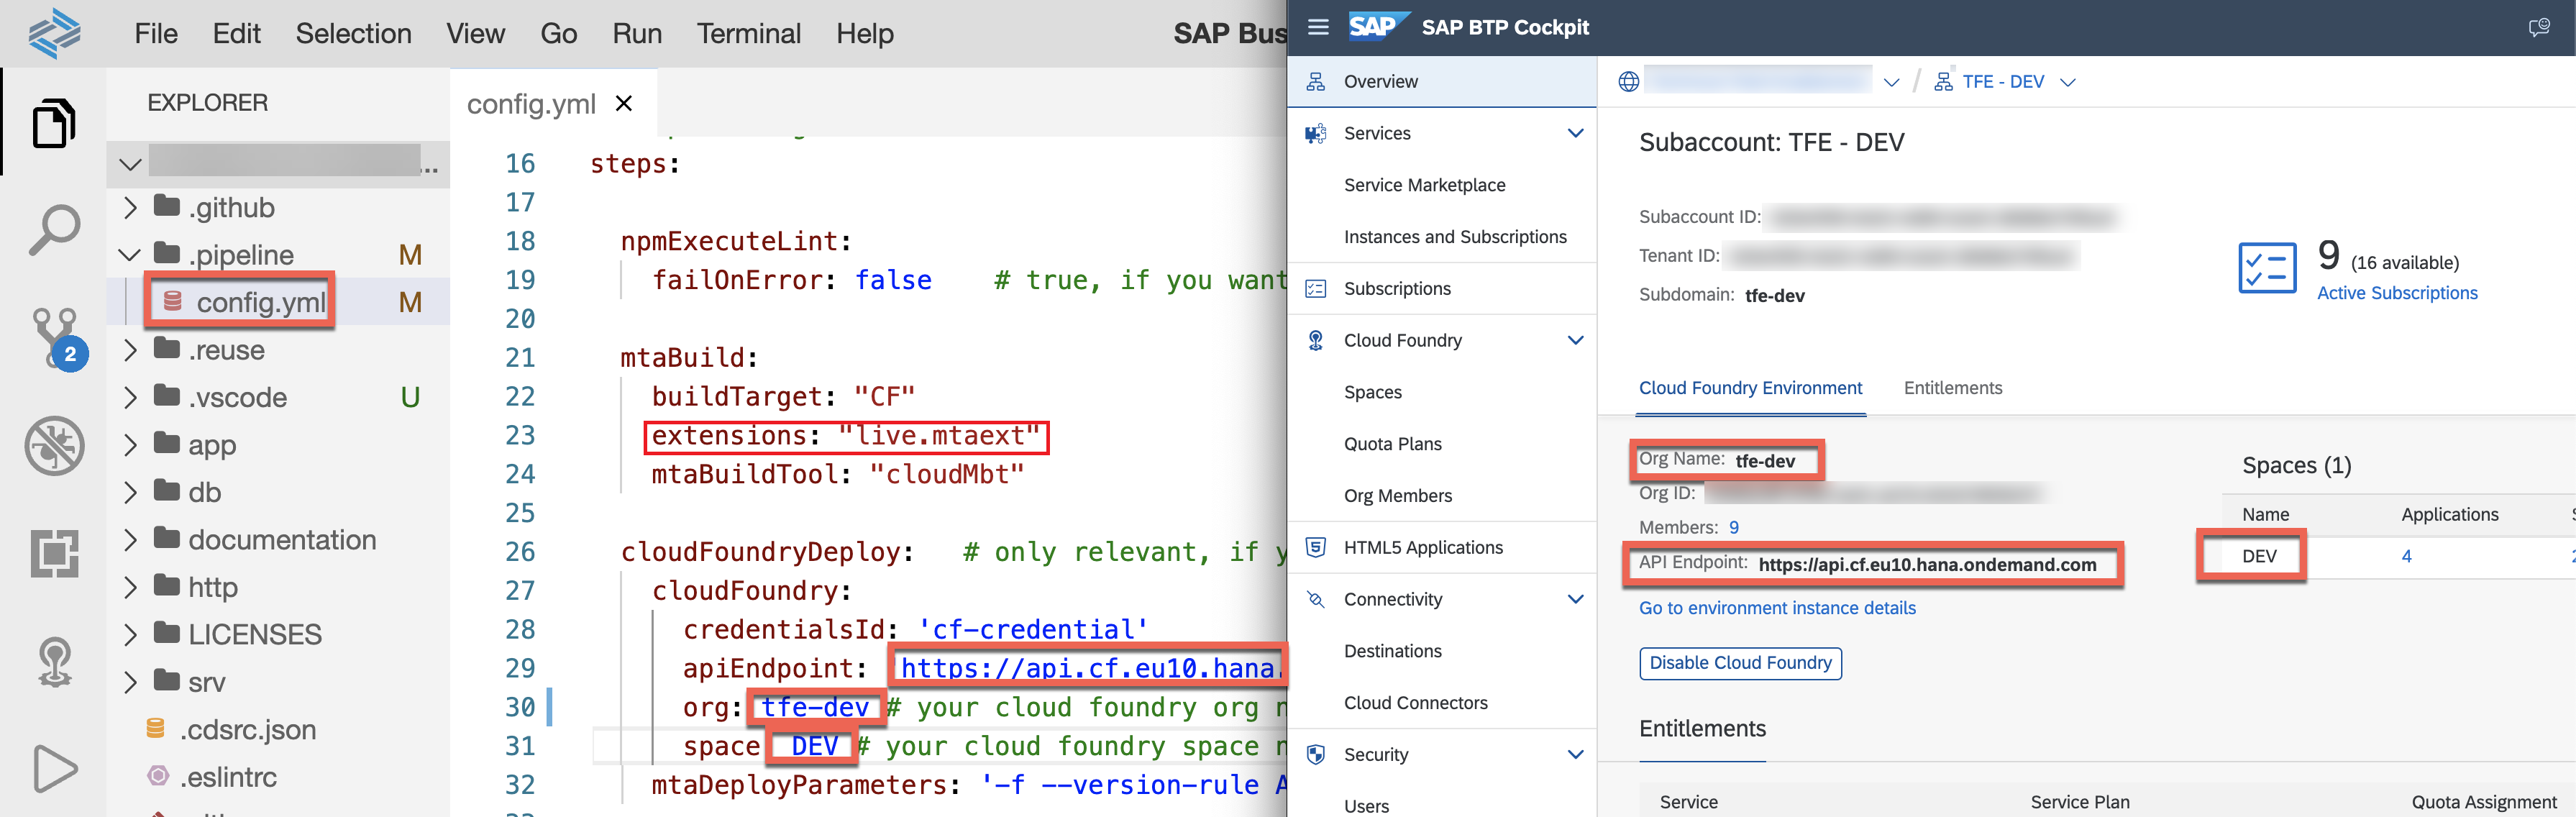 File Edit Selection View Go Run Terminal Help SAP Bus
EXPLORER
...
.github
.pipeline M
config.yml M
.reuse
.vscode U
app
db
documentation
http
LICENSES
srv
.cdsrc.json
.eslintrc
2
config.yml
16 steps:
17
18 npmExecuteLint:
19 failOnError: false # true, if you want
20
21 mtaBuild:
22 buildTarget: "CF"
23 extensions: "live.mtaext"
24 mtaBuildTool: "cloudMbt"
25
26 cloudFoundryDeploy: # only relevant, if y
27 cloudFoundry:
28 credentialsId: 'cf-credential'
29 apiEndpoint: 'https://api.cf.eu10.hana.
30 org: tfe-dev # your cloud foundry org n
31 space DEV # your cloud foundry space n
32 mtaDeployParameters: '-f --version-rule A
SAP SAP BTP Cockpit
Overview
Services
Service Marketplace
Instances and Subscriptions
Subscriptions
Cloud Foundry
Spaces
Quota Plans
Org Members
HTML5 Applications
Connectivity
Destinations
Cloud Connectors
Security
Users
/ TFE - DEV
Subaccount: TFE - DEV
Subaccount ID:
Tenant ID:
Subdomain: tfe-dev
9 (16 available)
Active Subscriptions
Cloud Foundry Environment Entitlements
Org Name: tfe-dev
Org ID:
Members: 9
API Endpoint: https://api.cf.eu10.hana.ondemand.com
Go to environment instance details
Disable Cloud Foundry
Spaces (1)
Name Applications
DEV 4
Entitlements
Service Service Plan Quota Assignment